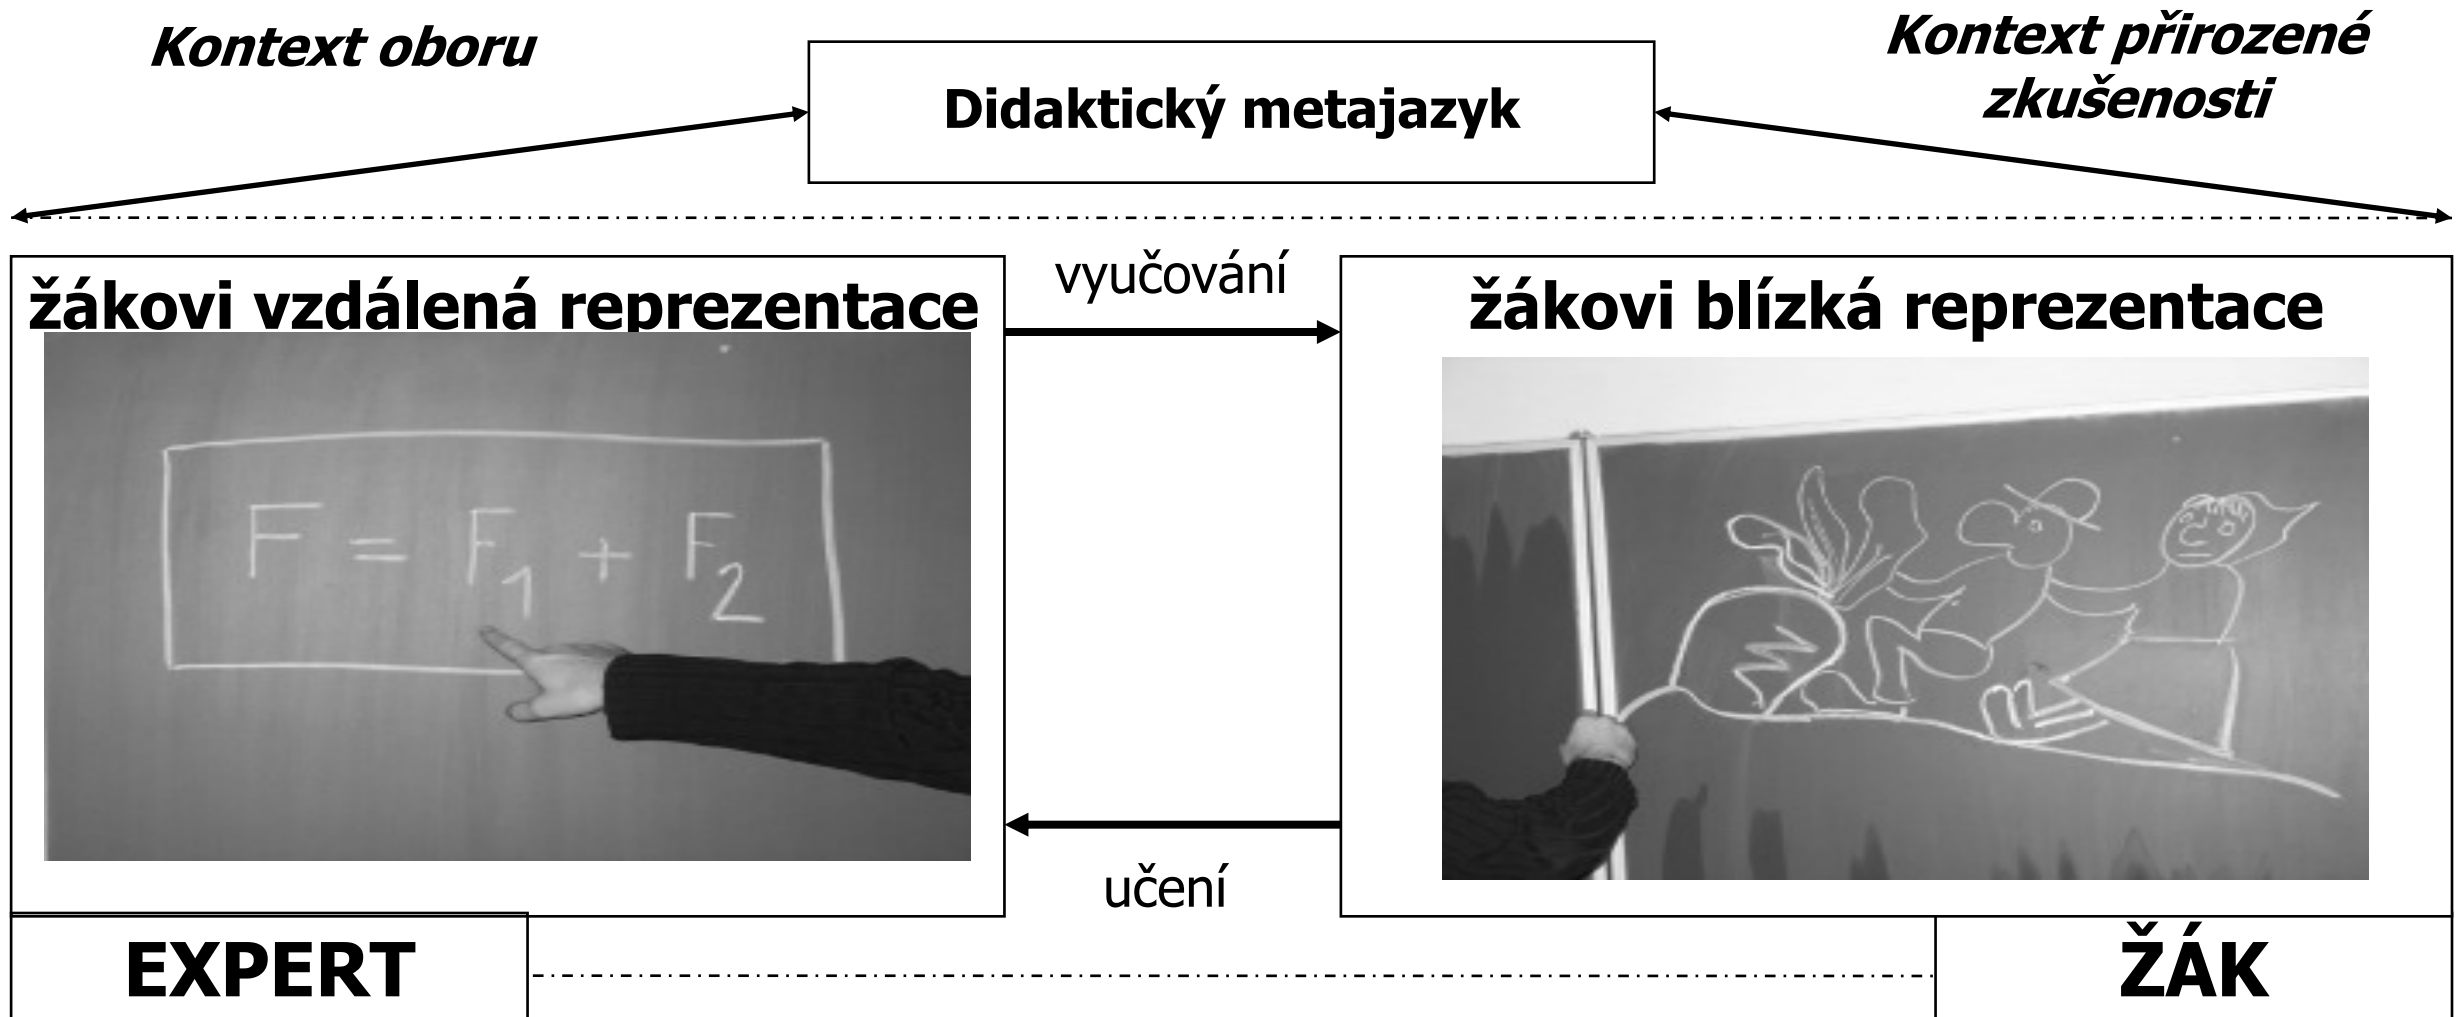 Kontext oboru
Didaktický metajazyk
Kontext přirozené
zkušenosti
žákovi vzdálená reprezentace
vyučování
žákovi blízká reprezentace
F = F₁ + F₂
učení
EXPERT
ŽÁK